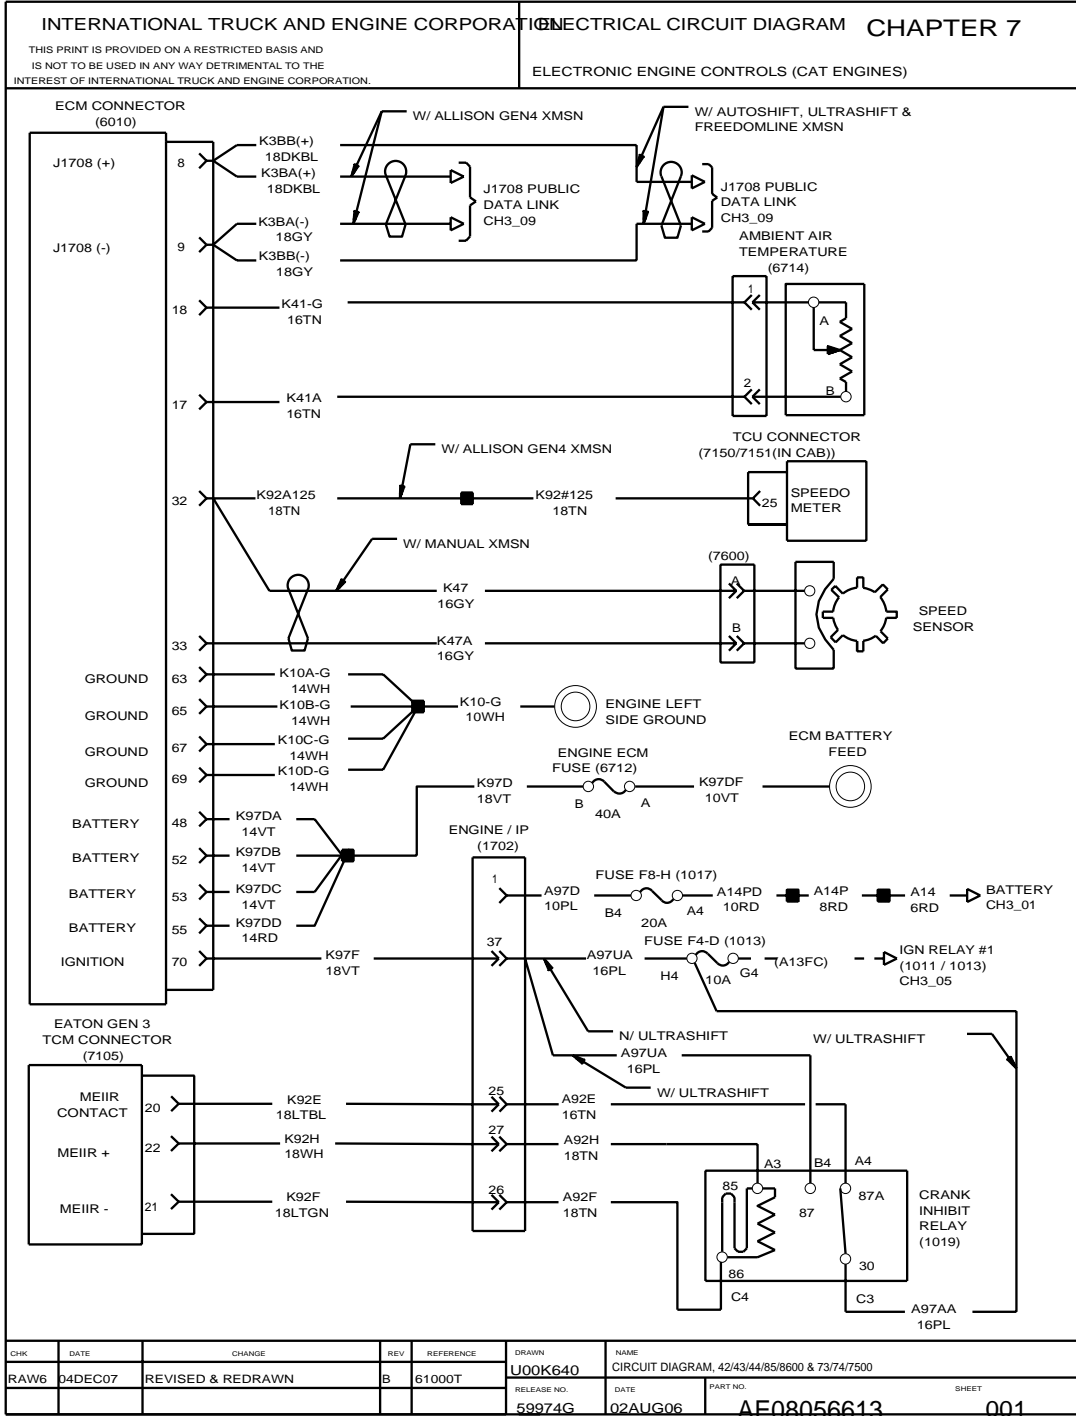 INTERNATIONAL TRUCK AND ENGINE CORPORATION
THIS PRINT IS PROVIDED ON A RESTRICTED BASIS AND
IS NOT TO BE USED IN ANY WAY DETRIMENTAL TO THE
INTEREST OF INTERNATIONAL TRUCK AND ENGINE CORPORATION.
ELECTRICAL CIRCUIT DIAGRAM
CHAPTER 7
ELECTRONIC ENGINE CONTROLS (CAT ENGINES)
ECM CONNECTOR
(6010)
J1708 (+)
8
K3BB(+)
18DKBL
K3BA(+)
18DKBL
W/ ALLISON GEN4 XMSN
J1708 PUBLIC
DATA LINK
CH3_09
W/ AUTOSHIFT, ULTRASHIFT &
FREEDOMLINE XMSN
J1708 PUBLIC
DATA LINK
CH3_09
J1708 (-)
9
K3BA(-)
18GY
K3BB(-)
18GY
AMBIENT AIR
TEMPERATURE
(6714)
18
K41-G
16TN
1
A
17
K41A
16TN
2
B
TCU CONNECTOR
(7150/7151(IN CAB))
W/ ALLISON GEN4 XMSN
32
K92A125
18TN
K92#125
18TN
25
SPEEDO
METER
W/ MANUAL XMSN
(7600)
K47
16GY
A
SPEED
SENSOR
33
K47A
16GY
B
GROUND
63
K10A-G
14WH
GROUND
65
K10B-G
14WH
K10-G
10WH
ENGINE LEFT
SIDE GROUND
GROUND
67
K10C-G
14WH
GROUND
69
K10D-G
14WH
ECM BATTERY
FEED
ENGINE ECM
FUSE (6712)
K97D
18VT
B
40A
A
K97DF
10VT
BATTERY
48
K97DA
14VT
BATTERY
52
K97DB
14VT
BATTERY
53
K97DC
14VT
BATTERY
55
K97DD
14RD
ENGINE / IP
(1702)
1
A97D
10PL
FUSE F8-H (1017)
B4
20A
A4
A14PD
10RD
A14P
8RD
A14
6RD
BATTERY
CH3_01
IGNITION
70
K97F
18VT
37
A97UA
16PL
FUSE F4-D (1013)
H4
10A
G4
(A13FC)
IGN RELAY #1
(1011 / 1013)
CH3_05
N/ ULTRASHIFT
W/ ULTRASHIFT
A97UA
16PL
W/ ULTRASHIFT
EATON GEN 3
TCM CONNECTOR
(7105)
MEIIR
CONTACT
20
K92E
18LTBL
25
A92E
16TN
MEIIR +
22
K92H
18WH
27
A92H
18TN
MEIIR -
21
K92F
18LTGN
26
A92F
18TN
A3
B4
A4
85
87
87A
86
30
C4
C3
CRANK
INHIBIT
RELAY
(1019)
A97AA
16PL
CHK
DATE
CHANGE
REV
REFERENCE
DRAWN
NAME
RAW6
04DEC07
REVISED & REDRAWN
B
61000T
U00K640
CIRCUIT DIAGRAM, 42/43/44/85/8600 & 73/74/7500
RELEASE NO.
DATE
PART NO.
SHEET
59974G
02AUG06
AE08056613
001